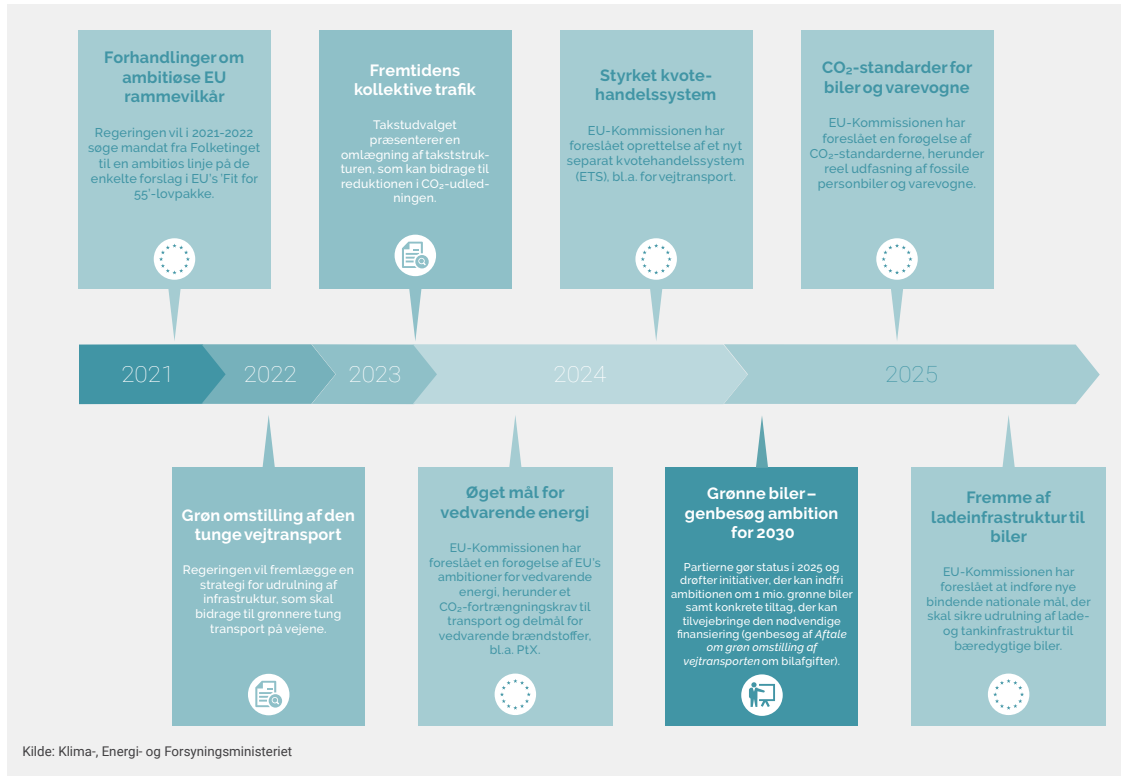 Forhandlinger om
ambitiøse EU
rammevilkår
Regeringen vil i 2021-2022
søge mandat fra Folketinget
til en ambitiøs linje på de
enkelte forslag i EU's 'Fit for
55'-lovpakke.
Fremtidens
kollektive trafik
Takstudvalget
præsenterer en
omlægning af takststruk-
turen, som kan bidrage til
reduktionen i CO₂-udled-
ningen.
Styrket kvote-
handelssystem
EU-Kommissionen har
foreslået oprettelse af et nyt
separat kvotehandelssystem
(ETS), bl.a. for vejtransport.
CO₂-standarder for
biler og varevogne
EU-Kommissionen har
foreslået en forøgelse af
CO₂-standarderne, herunder
reel udfasning af fossile
personbiler og varevogne.
2021
2022
2023
2024
2025
Grøn omstilling af den
tunge vejtransport
Regeringen vil fremlægge en
strategi for udrulning af
infrastruktur, som skal
bidrage til grønnere tung
transport på vejene.
Øget mål for
vedvarende energi
EU-Kommissionen har
foreslået en forøgelse af EU's
ambitioner for vedvarende
energi, herunder et
CO₂-fortrængningskrav til
transport og delmål for
vedvarende brændstoffer,
bl.a. PtX.
Grønne biler –
genbesøg ambition
for 2030
Partierne gør status i 2025 og
drøfter initiativer, der kan indfri
ambitionen om 1 mio. grønne biler
samt konkrete tiltag, der kan
tilvejebringe den nødvendige
finansiering (genbesøg af Aftale
om grøn omstilling af
vejtransporten om bilafgifter).
Fremme af
ladeinfrastruktur til
biler
EU-Kommissionen har
foreslået at indføre nye
bindende nationale mål, der
skal sikre udrulning af lade-
og tankinfrastruktur til
bæredygtige biler.
Kilde: Klima-, Energi- og Forsyningsministeriet